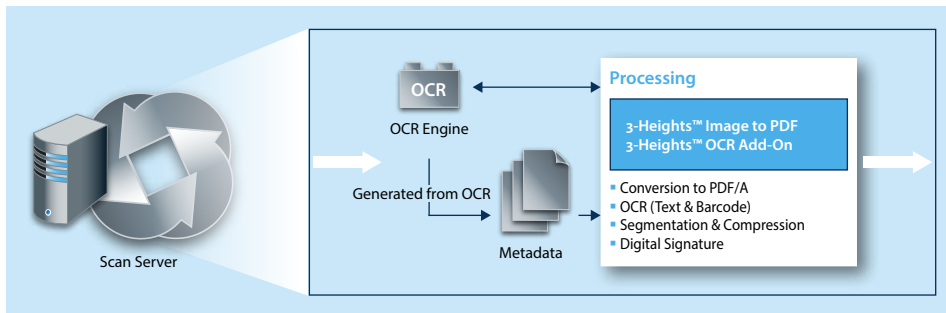 Scan Server
OCR
OCR Engine
Generated from OCR
Metadata
Processing
3-Heights™ Image to PDF
3-Heights™ OCR Add-On
▪ Conversion to PDF/A
▪ OCR (Text & Barcode)
▪ Segmentation & Compression
▪ Digital Signature